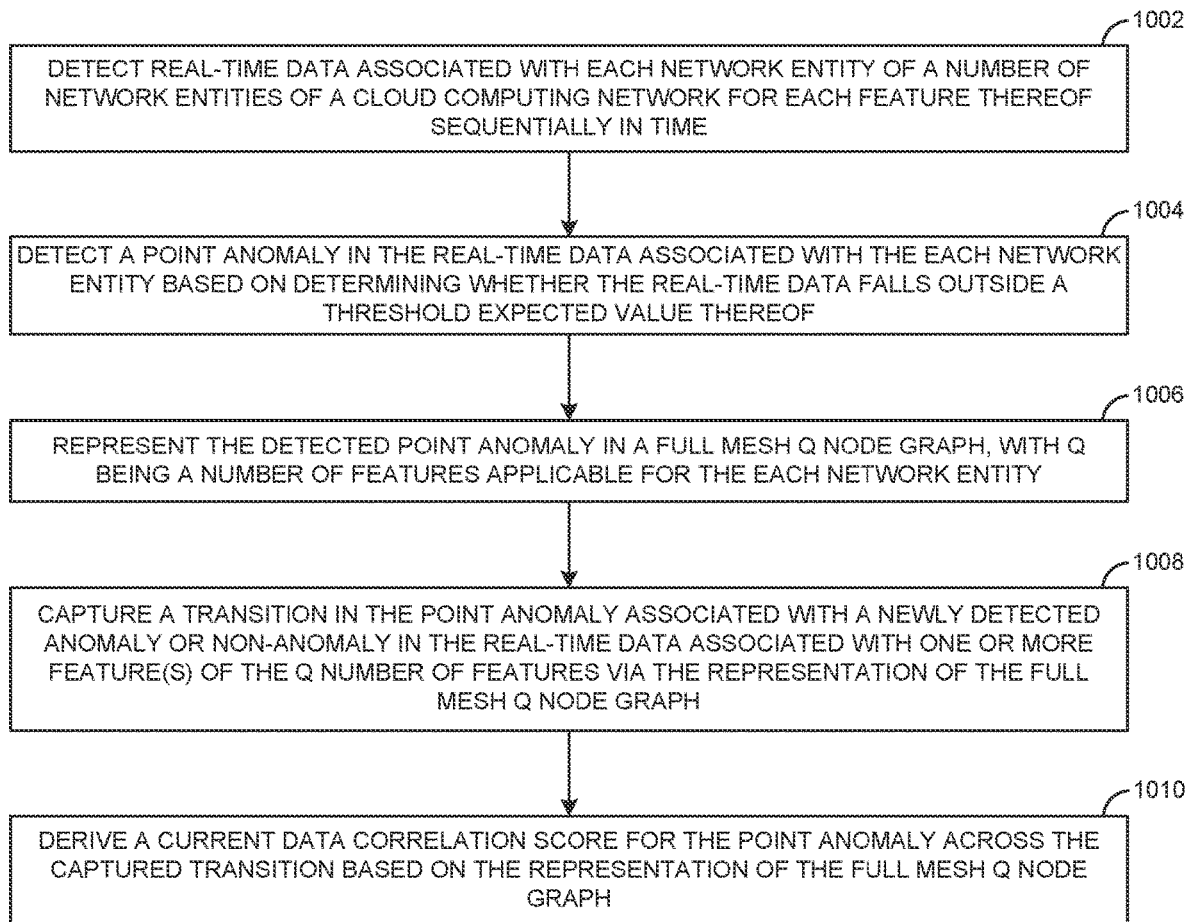 1002
DETECT REAL-TIME DATA ASSOCIATED WITH EACH NETWORK ENTITY OF A NUMBER OF
NETWORK ENTITIES OF A CLOUD COMPUTING NETWORK FOR EACH FEATURE THEREOF
SEQUENTIALLY IN TIME
1004
DETECT A POINT ANOMALY IN THE REAL-TIME DATA ASSOCIATED WITH THE EACH NETWORK
ENTITY BASED ON DETERMINING WHETHER THE REAL-TIME DATA FALLS OUTSIDE A
THRESHOLD EXPECTED VALUE THEREOF
1006
REPRESENT THE DETECTED POINT ANOMALY IN A FULL MESH Q NODE GRAPH, WITH Q
BEING A NUMBER OF FEATURES APPLICABLE FOR THE EACH NETWORK ENTITY
1008
CAPTURE A TRANSITION IN THE POINT ANOMALY ASSOCIATED WITH A NEWLY DETECTED
ANOMALY OR NON-ANOMALY IN THE REAL-TIME DATA ASSOCIATED WITH ONE OR MORE
FEATURE(S) OF THE Q NUMBER OF FEATURES VIA THE REPRESENTATION OF THE FULL
MESH Q NODE GRAPH
1010
DERIVE A CURRENT DATA CORRELATION SCORE FOR THE POINT ANOMALY ACROSS THE
CAPTURED TRANSITION BASED ON THE REPRESENTATION OF THE FULL MESH Q NODE
GRAPH